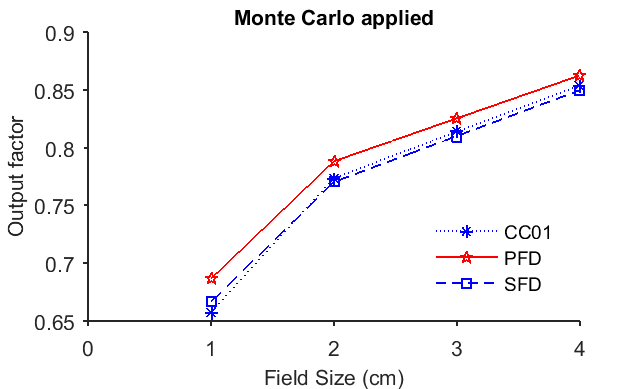 Monte Carlo applied
0.9
0.85
0.8
0.75
0.7
0.65
Output factor
CC01
PFD
SFD
0 1 2 3 4
Field Size (cm)